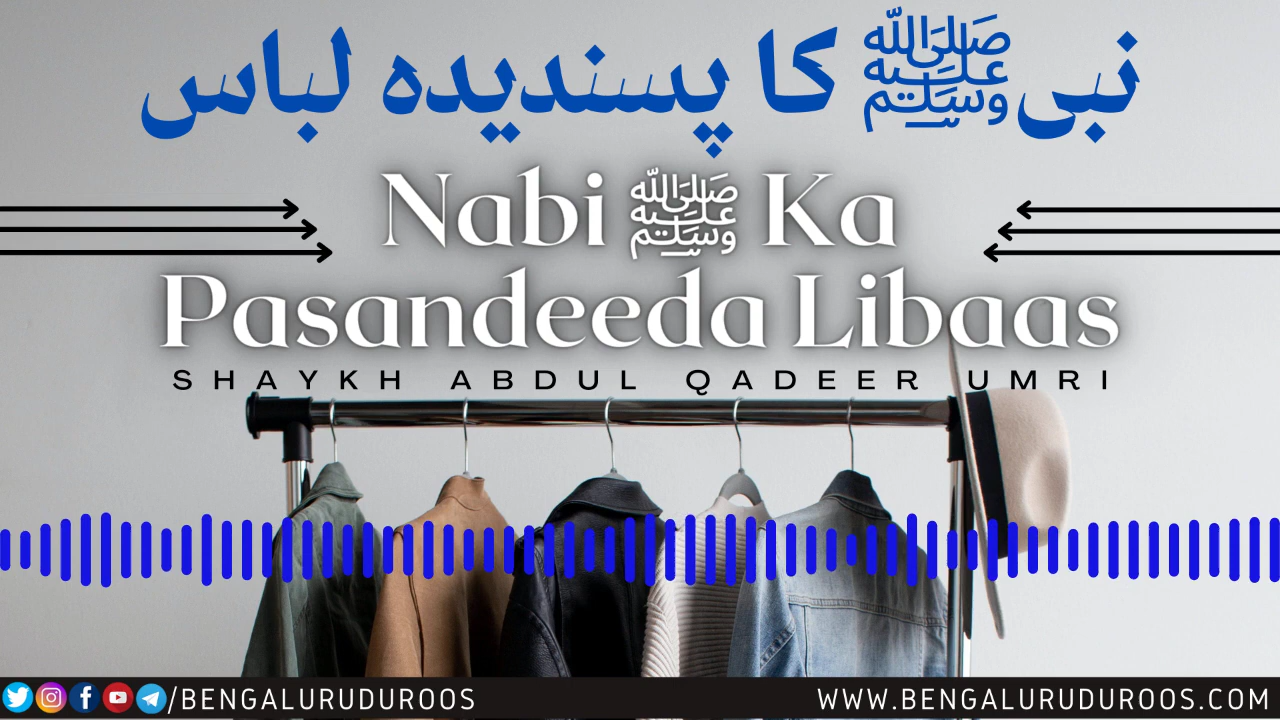 نبی ﷺ کا پسندیدہ لباس
Nabi ﷺ Ka
Pasandeeda Libaas
SHAYKH ABDUL QADEER UMRI
/BENGALURUDUROOS
WWW.BENGALURUDUROOS.COM